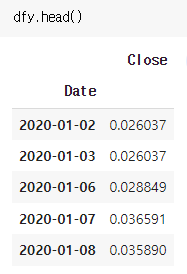 dfy.head()
Close
Date
2020-01-02 0.026037
2020-01-03 0.026037
2020-01-06 0.028849
2020-01-07 0.036591
2020-01-08 0.035890